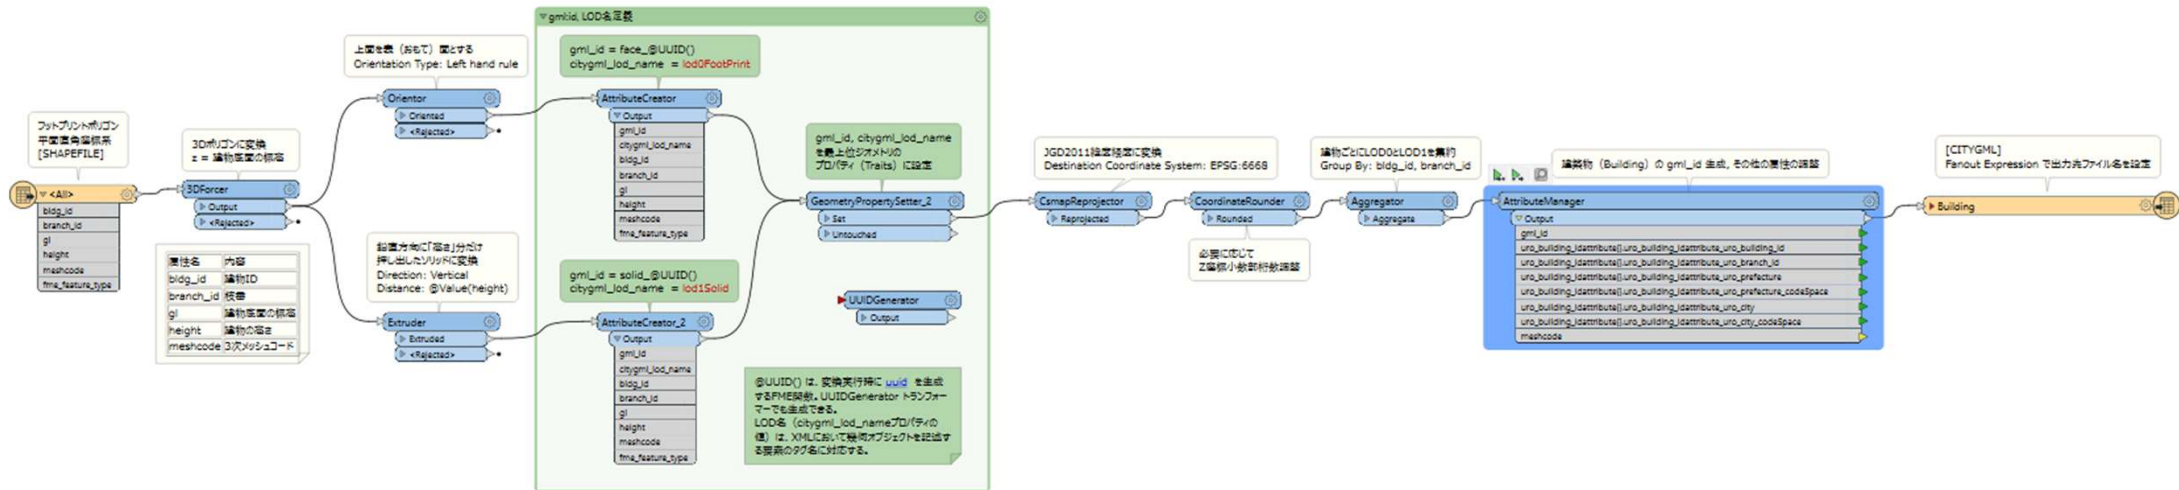 フットプリントポリゴン
平面直角座標系
[SHAPEFILE]
<All>
bldg_id
branch_id
gl
height
meshcode
fme_feature_type
3Dポリゴンに変換
z = 建物底面の標高
3DForcer
Output
<Rejected>
属性名 内容
bldg_id 建物ID
branch_id 枝番
gl 建物底面の標高
height 建物の高さ
meshcode 3次メッシュコード
上面を表（おもて）面とする
Orientation Type: Left hand rule
Orientor
Oriented
<Rejected>
鉛直方向に「高さ」分だけ
押し出したソリッドに変換
Direction: Vertical
Distance: @Value(height)
Extruder
Extruded
<Rejected>
gml:id, LOD名定義
gml_id = face_@UUID()
citygml_lod_name = lod0FootPrint
AttributeCreator
Output
gml_id
citygml_lod_name
bldg_id
branch_id
gl
height
meshcode
fme_feature_type
gml_id = solid_@UUID()
citygml_lod_name = lod1Solid
AttributeCreator_2
Output
gml_id
citygml_lod_name
bldg_id
branch_id
gl
height
meshcode
fme_feature_type
gml_id, citygml_lod_name
を最上位ジオメトリの
プロパティ（Traits）に設定
GeometryPropertySetter_2
Set
Untouched
UUIDGenerator
Output
@UUID() は、変換実行時に uuid を生成
するFME関数。UUIDGenerator トランスフォー
マーでも生成できる。
LOD名（citygml_lod_nameプロパティの
値）は、XMLにおいて幾何オブジェクトを記述す
る要素のタグ名に対応する。
JGD2011緯度経度に変換
Destination Coordinate System: EPSG:6668
CsmapReprojector
Reprojected
CoordinateRounder
Rounded
必要に応じて
Z座標小数部桁数調整
建物ごとにLOD0とLOD1を集約
Group By: bldg_id, branch_id
Aggregator
Aggregate
建築物（Building）の gml_id 生成, その他の属性の調整
AttributeManager
Output
gml_id
uro_building_idattribute{}.uro_building_idattribute_uro_building_id
uro_building_idattribute{}.uro_building_idattribute_uro_branch_id
uro_building_idattribute{}.uro_building_idattribute_uro_prefecture
uro_building_idattribute{}.uro_building_idattribute_uro_prefecture_codeSpace
uro_building_idattribute{}.uro_building_idattribute_uro_city
uro_building_idattribute{}.uro_building_idattribute_uro_city_codeSpace
meshcode
[CITYGML]
Fanout Expression で出力先ファイル名を設定
Building